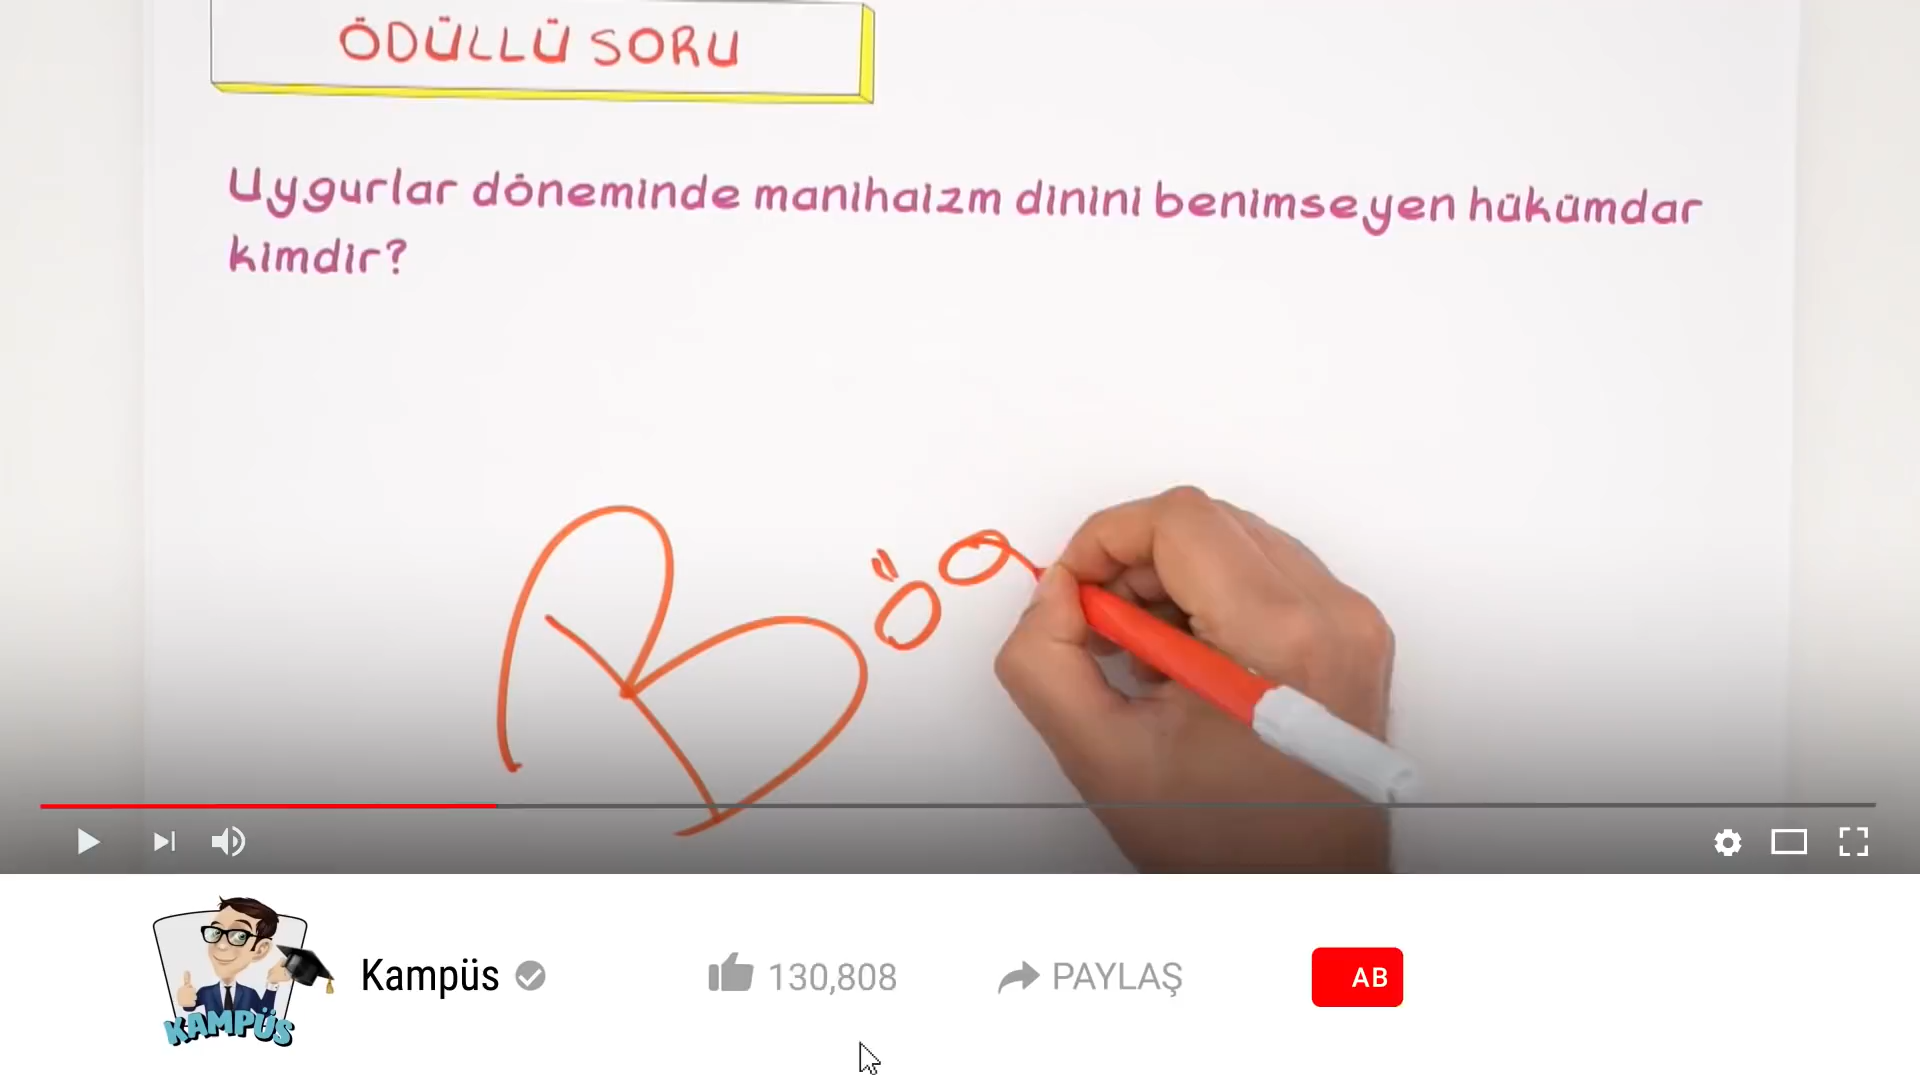 ÖDÜLLÜ SORU
Uygurlar döneminde manihaizm dinini benimseyen hükümdar
kimdir?
Böğ
KAMPÜS
Kampüs
130,808
PAYLAŞ
AB